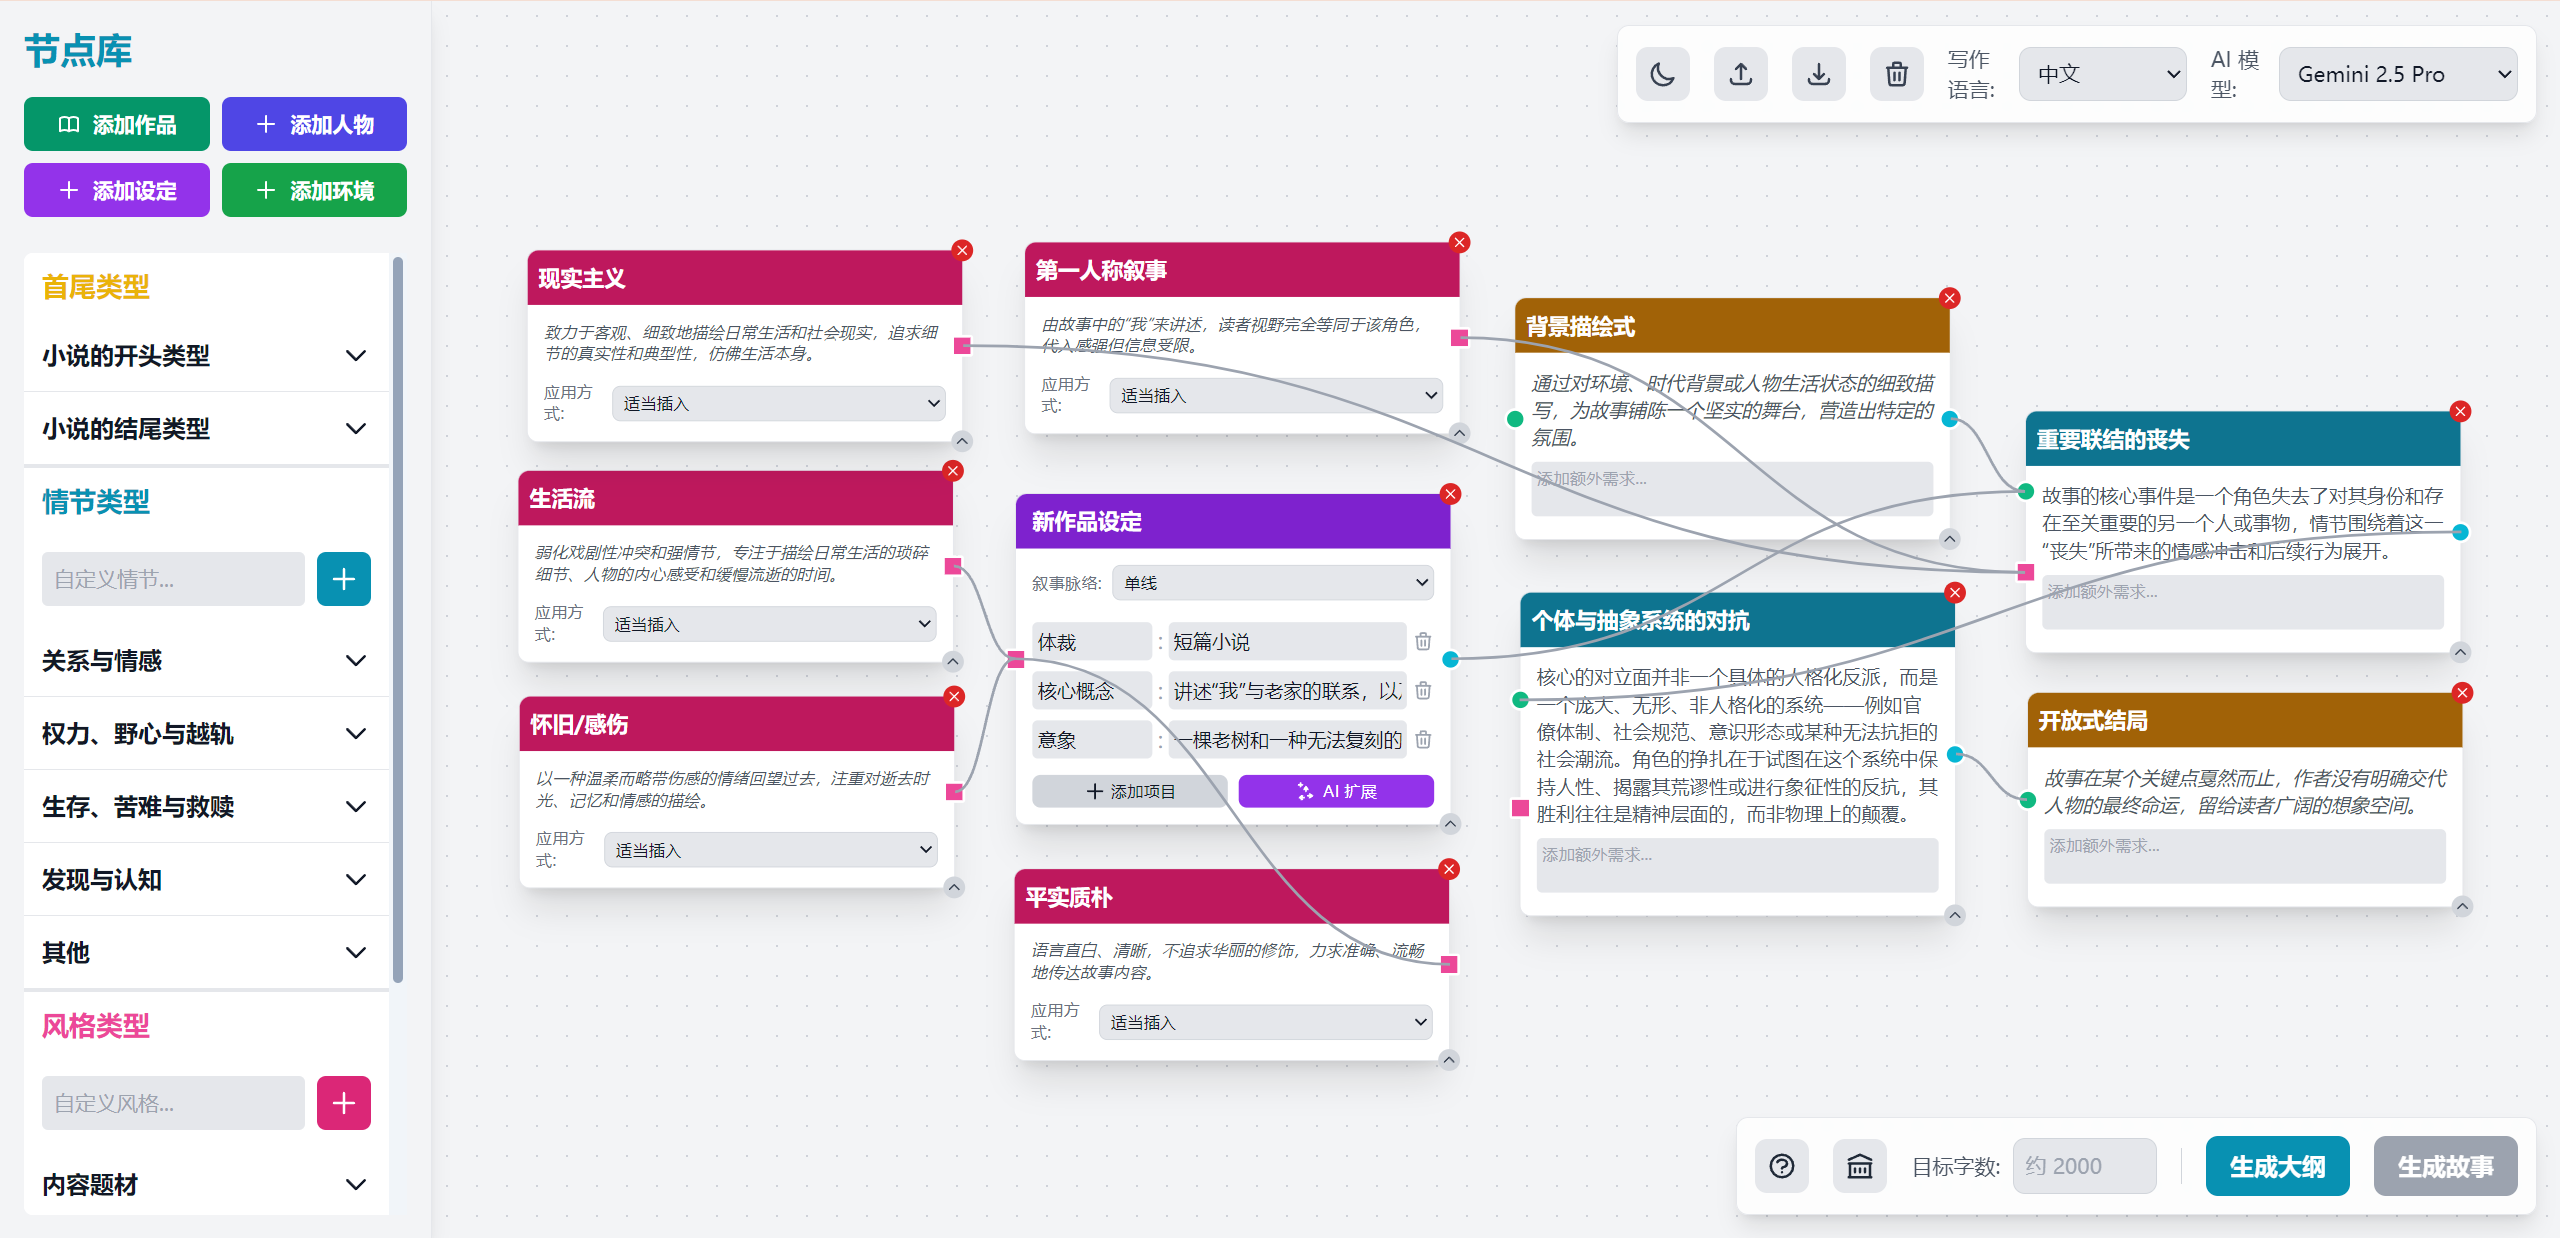 节点库
添加作品
添加人物
添加设定
添加环境
首尾类型
小说的开头类型
小说的结尾类型
情节类型
自定义情节...
关系与情感
权力、野心与越轨
生存、苦难与救赎
发现与认知
其他
风格类型
自定义风格...
内容题材
写作
语言:
中文
AI 模
型:
Gemini 2.5 Pro
现实主义
致力于客观、细致地描绘日常生活和社会现实，追求细
节的真实性和典型性，仿佛生活本身。
应用方
式:
适当插入
第一人称叙事
由故事中的“我”来讲述，读者视野完全等同于该角色，
代入感强但信息受限。
应用方
式:
适当插入
生活流
弱化戏剧性冲突和强情节，专注于描绘日常生活的琐碎
细节、人物的内心感受和缓慢流逝的时间。
应用方
式:
适当插入
新作品设定
叙事脉络:
单线
体裁
:
短篇小说
核心概念
:
讲述“我”与老家的联系，以
意象
:
一棵老树和一种无法复刻的
添加项目
AI 扩展
怀旧/感伤
以一种温柔而略带伤感的情绪回望过去，注重对逝去时
光、记忆和情感的描绘。
应用方
式:
适当插入
平实质朴
语言直白、清晰，不追求华丽的修饰，力求准确、流畅
地传达故事内容。
应用方
式:
适当插入
背景描绘式
通过对环境、时代背景或人物生活状态的细致描
写，为故事铺陈一个坚实的舞台，营造出特定的
氛围。
添加额外需求...
个体与抽象系统的对抗
核心的对立面并非一个具体的人格化反派，而是
一个庞大、无形、非人格化的系统——例如官
僚体制、社会规范、意识形态或某种无法抗拒的
社会潮流。角色的挣扎在于试图在这个系统中保
持人性、揭露其荒谬性或进行象征性的反抗，其
胜利往往是精神层面的，而非物理上的颠覆。
添加额外需求...
重要联结的丧失
故事的核心事件是一个角色失去了对其身份和存
在至关重要的另一个人或事物，情节围绕着这一
“丧失”所带来的情感冲击和后续行为展开。
添加额外需求...
开放式结局
故事在某个关键点戛然而止，作者没有明确交代
人物的最终命运，留给读者广阔的想象空间。
添加额外需求...
目标字数:
约 2000
生成大纲
生成故事